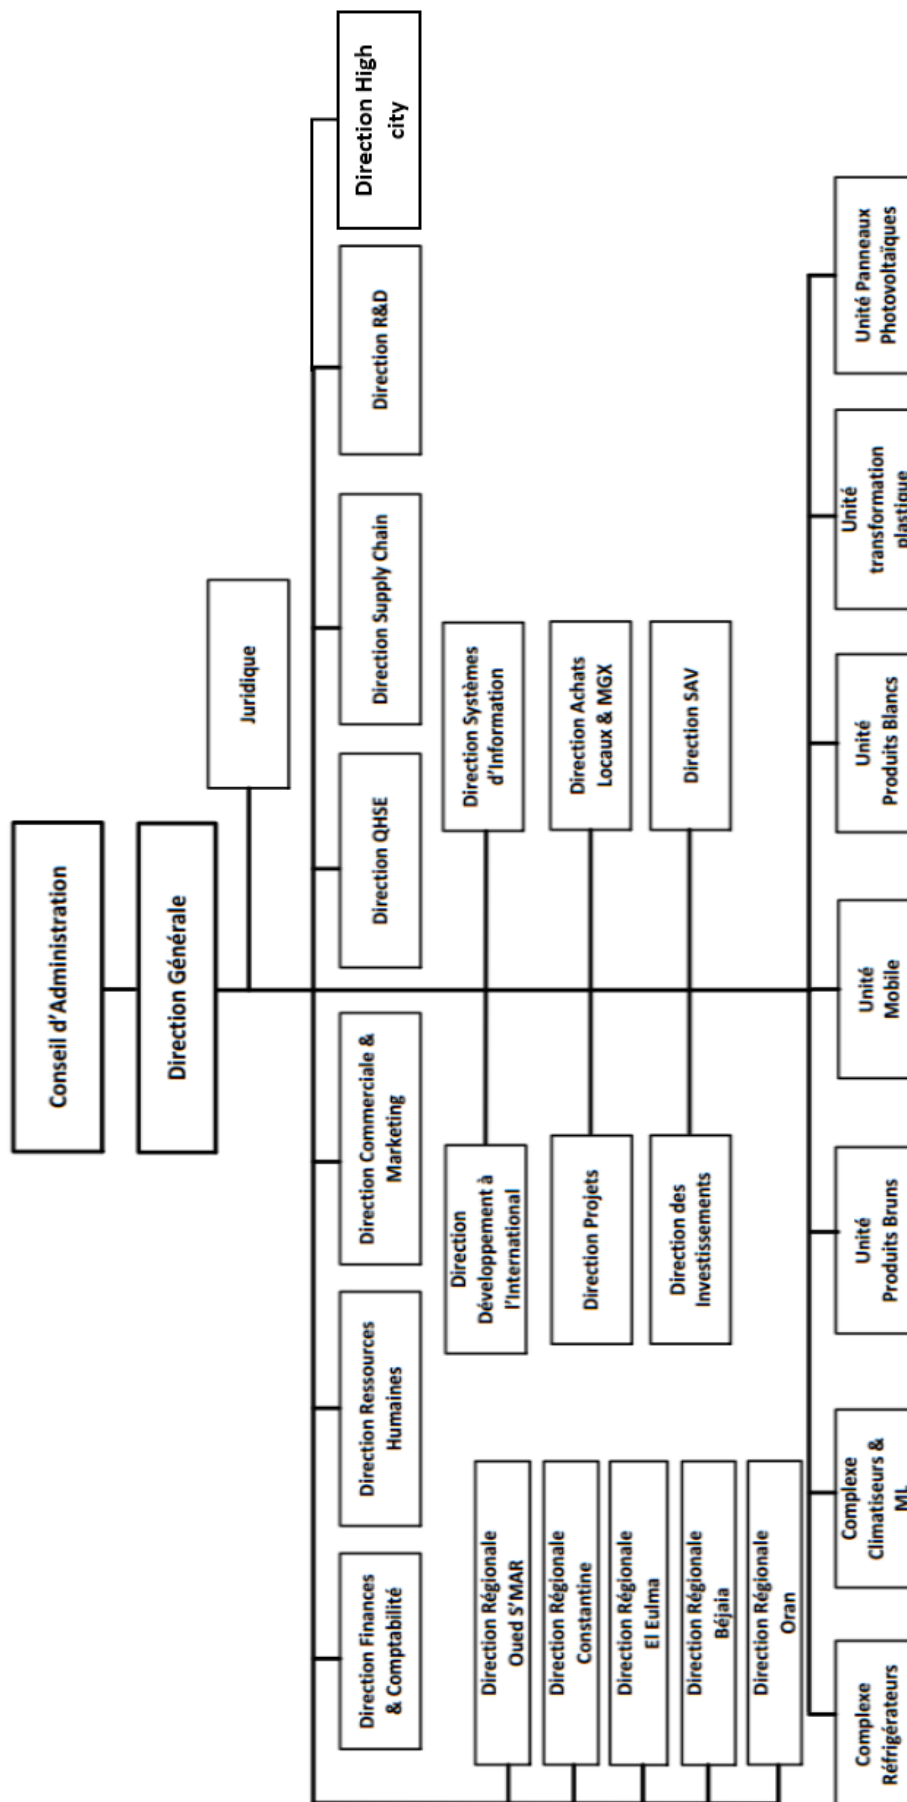 Conseil d'Administration
Direction Générale
Juridique
Direction Finances
& Comptabilité
Direction Ressources
Humaines
Direction Commerciale &
Marketing
Direction QHSE
Direction Supply Chain
Direction R&D
Direction High
city
Direction
Développement à
l'International
Direction Systèmes
d'Information
Direction Projets
Direction Achats
Locaux & MGX
Direction des
Investissements
Direction SAV
Direction Régionale
Oued S'MAR
Direction Régionale
Constantine
Direction Régionale
El Eulma
Direction Régionale
Béjaia
Direction Régionale
Oran
Complexe
Réfrigérateurs
Complexe
Climatiseurs &
ML
Unité
Produits Bruns
Unité
Mobile
Unité
Produits Blancs
Unité
transformation
plastique
Unité Panneaux
Photovoltaïques